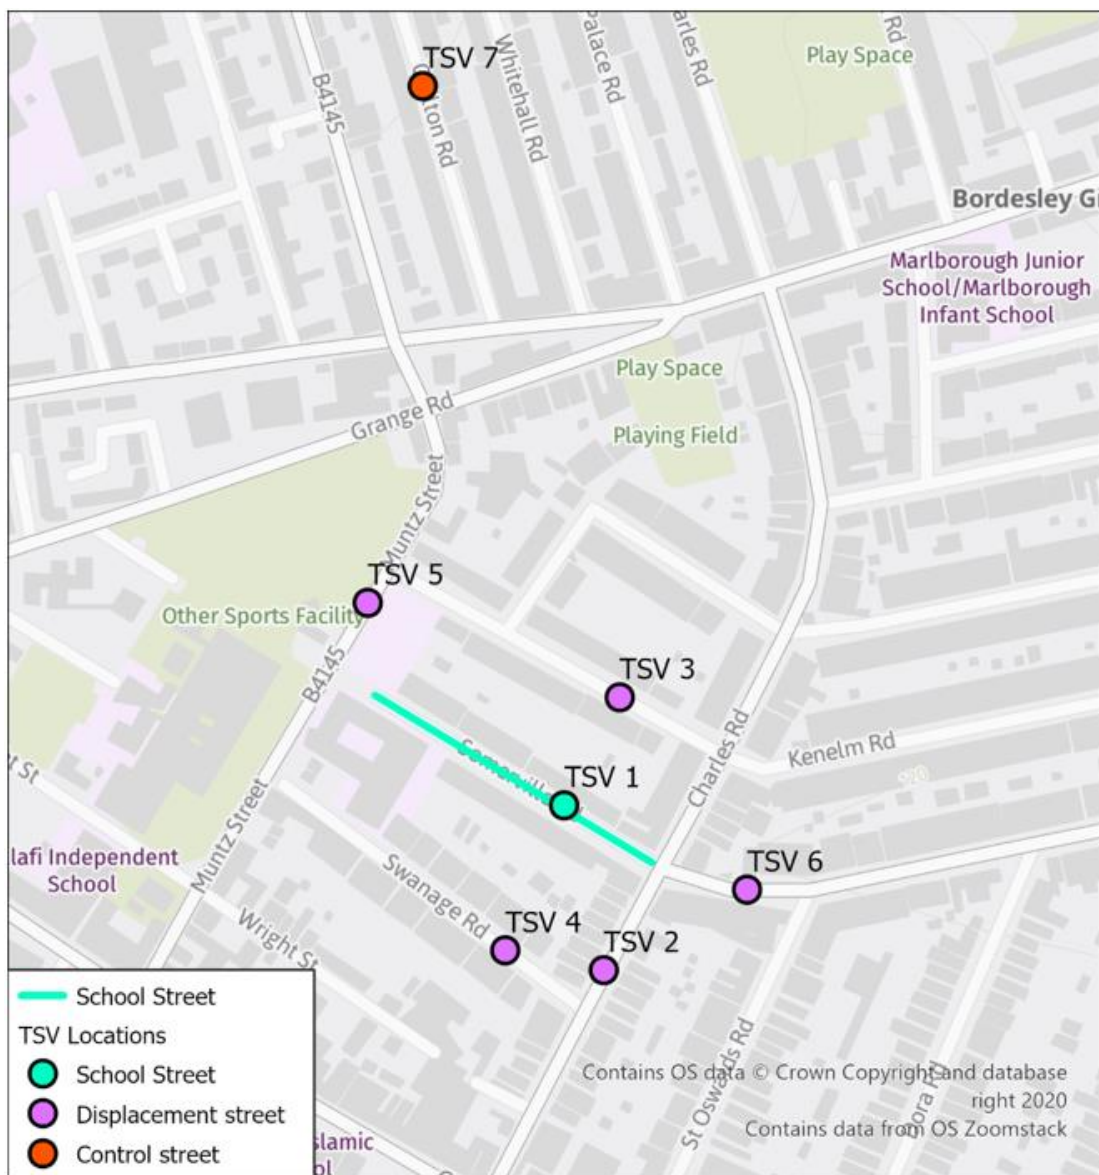 TSV 7
B4145
Whitehall Rd
Palace Rd
Rd
Play Space
Bordesley
Marlborough Junior
School/Marlborough
Infant School
Play Space
Playing Field
Grange Rd
Muntz Street
TSV 5
Other Sports Facility
B4145
TSV 3
Charles Rd
Kenelm Rd
TSV 1
TSV 6
Muntz Street
Independent
School
Swanage Rd
TSV 4
TSV 2
Wright St
St Oswalds Rd
School Street
TSV Locations
School Street
Displacement street
Control street
Contains OS data © Crown Copyright and database
right 2020
Contains data from OS Zoomstack